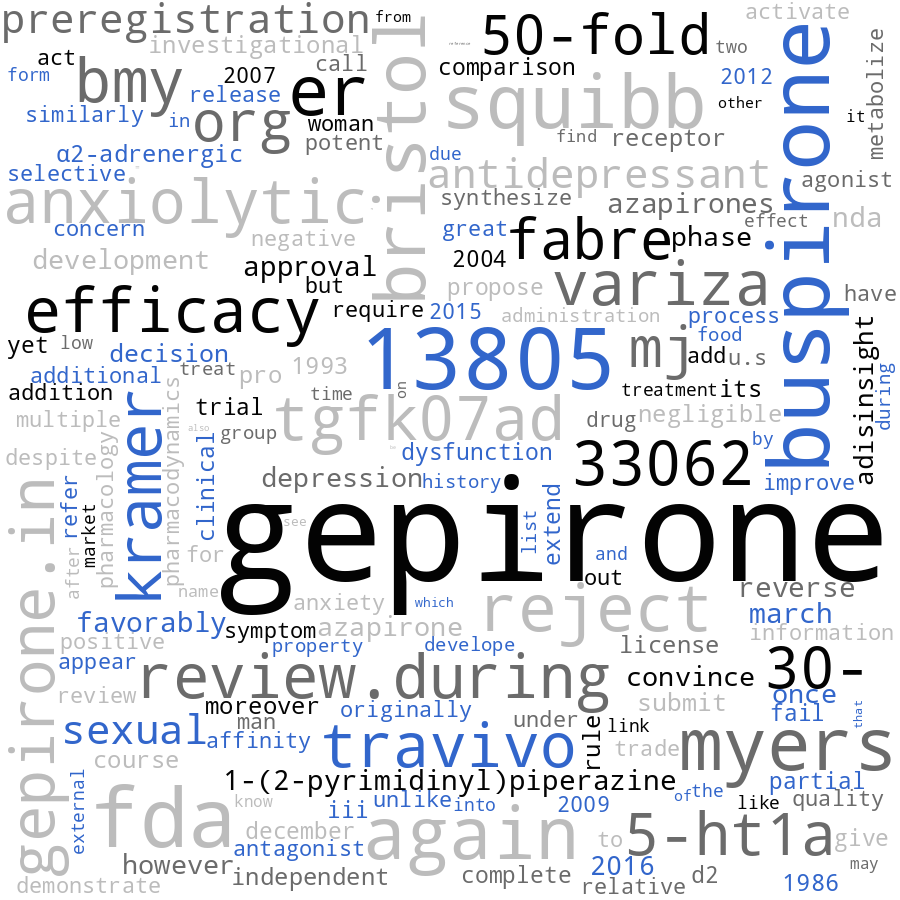 preregistration
from
50-fold
activate
investigational
two
act
call
comparison
form
bmy
2007
er
bristol
squibb
2012
buspirone
metabolize
release
other
similarly
in
org
woman
it
potent
find
receptor
α2-adrenergic
due
selective
antidepressant
agonist
anxiolytic
synthesize
azapirones
effect
nda
concern
great
fabre
phase
negative
development
approval
2004
but
propose
variza
have
efficacy
require
2015
administration
process
yet
low
13805
mj
food
decision
add
u.s
adisinsight
during
additional
treat
pro
1993
addition
pharmacodynamics
time
on
treatment
its
trial
tgfk07ad
multiple
kramer
group
also
drug
negligible
pharmacology
clinical
dysfunction
33062
by
despite
depression
history
improve
gepirone.in
refer
market
gepirone
see
list
extend
and
for
after
out
name
anxiety
which
reject
reverse
favorably
march
symptom
azapirone
information
positive
property
develope
license
appear
review.during
convince
30-
review
once
moreover
originally
submit
man
under
fail
that
sexual
affinity
travivo
rule
link
myers
trade
course
1-(2-pyrimidinyl)piperazine
partial
external
fda
know
iii
unlike
into
2009
of
the
like
quality
december
again
to
5-ht1a
give
antagonist
however
2016
may
independent
complete
d2
demonstrate
relative
1986